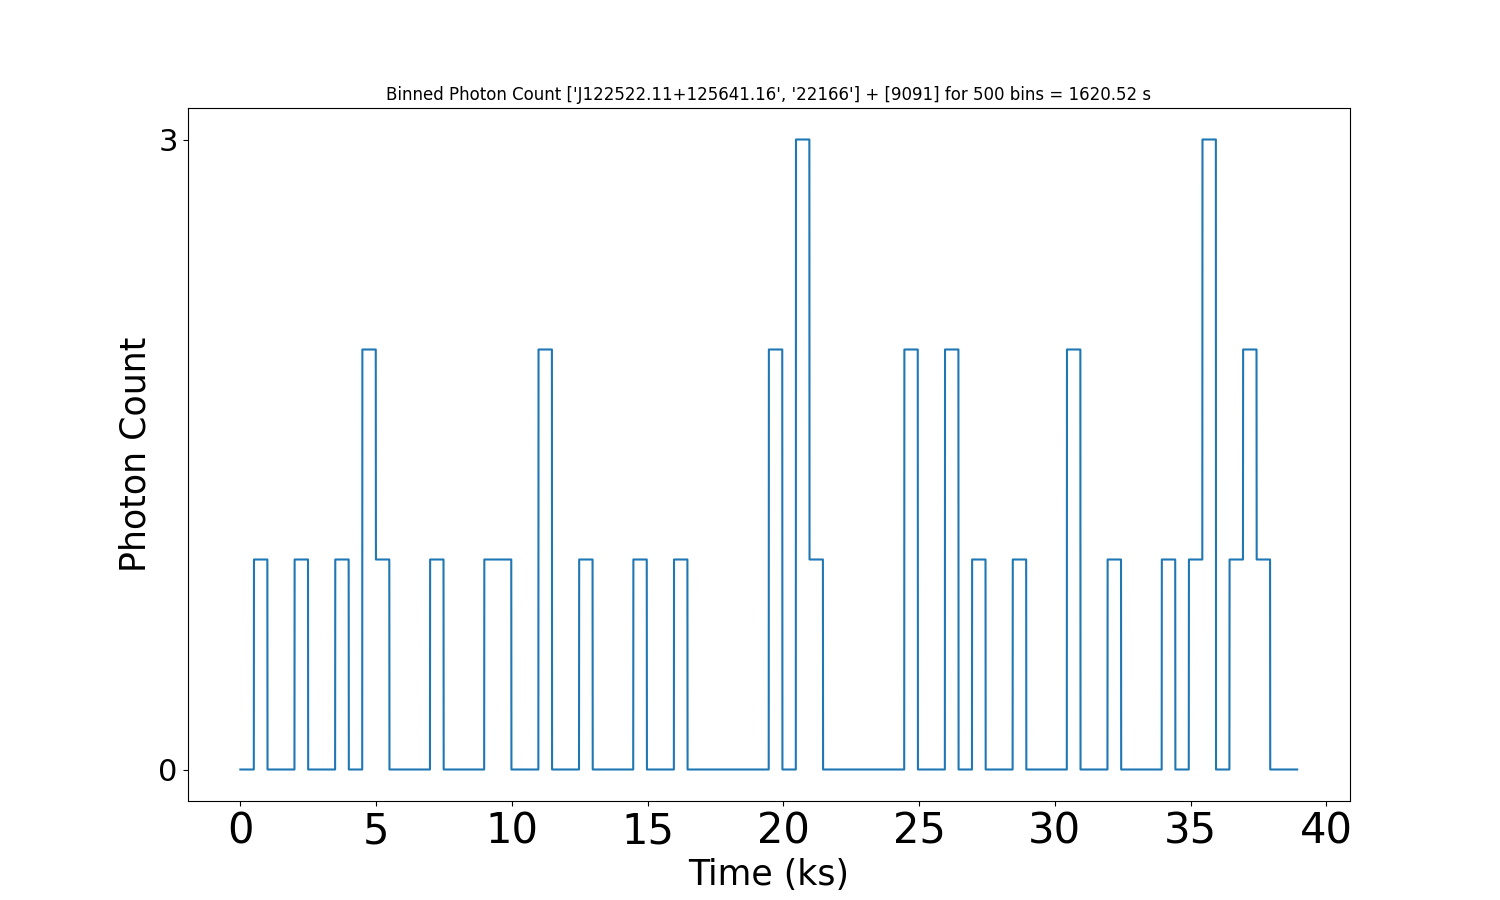 Binned Photon Count ['J122522.11+125641.16', '22166'] + [9091] for 500 bins = 1620.52 s
3
Photon Count
0
0 5 10 15 20 25 30 35 40
Time (ks)